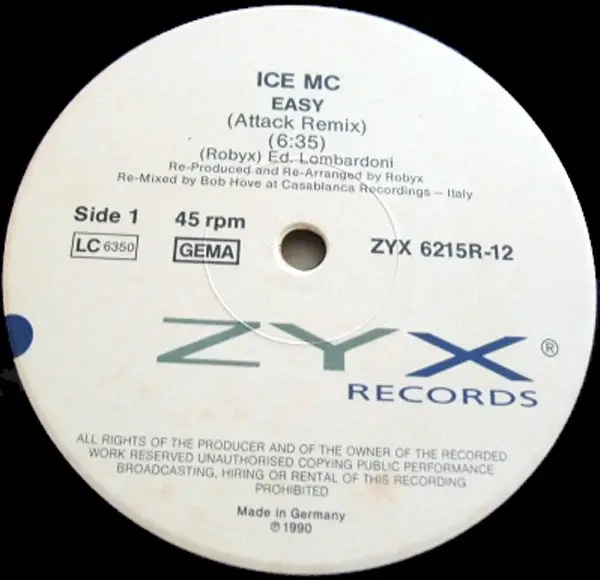 ICE MC
EASY
(Attack Remix)
(6:35)
(Robyx) Ed. Lombardoni
Re-Produced and Re-Arranged by Robyx
Re-Mixed by Bob Hove at Casablanca Recordings – Italy
Side 1 45 rpm
LC 6350 GEMA ZYX 6215R-12
ZYX ®
RECORDS
ALL RIGHTS OF THE PRODUCER AND OF THE OWNER OF THE RECORDED
WORK RESERVED UNAUTHORISED COPYING PUBLIC PERFORMANCE
BROADCASTING, HIRING OR RENTAL OF THIS RECORDING
PROHIBITED
Made in Germany
℗ 1990